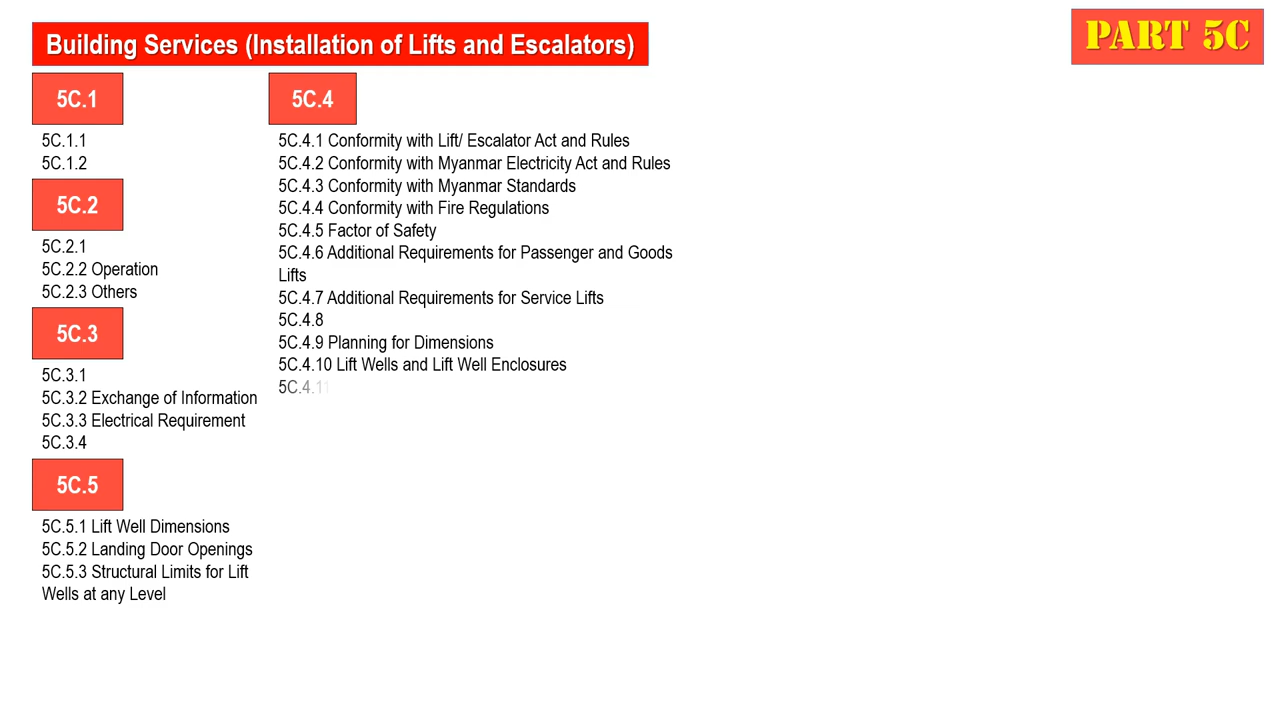 Building Services (Installation of Lifts and Escalators)
PART 5C
5C.1
5C.1.1
5C.1.2
5C.2
5C.2.1
5C.2.2 Operation
5C.2.3 Others
5C.3
5C.3.1
5C.3.2 Exchange of Information
5C.3.3 Electrical Requirement
5C.3.4
5C.5
5C.5.1 Lift Well Dimensions
5C.5.2 Landing Door Openings
5C.5.3 Structural Limits for Lift
Wells at any Level
5C.4
5C.4.1 Conformity with Lift/ Escalator Act and Rules
5C.4.2 Conformity with Myanmar Electricity Act and Rules
5C.4.3 Conformity with Myanmar Standards
5C.4.4 Conformity with Fire Regulations
5C.4.5 Factor of Safety
5C.4.6 Additional Requirements for Passenger and Goods
Lifts
5C.4.7 Additional Requirements for Service Lifts
5C.4.8
5C.4.9 Planning for Dimensions
5C.4.10 Lift Wells and Lift Well Enclosures
5C.4.11